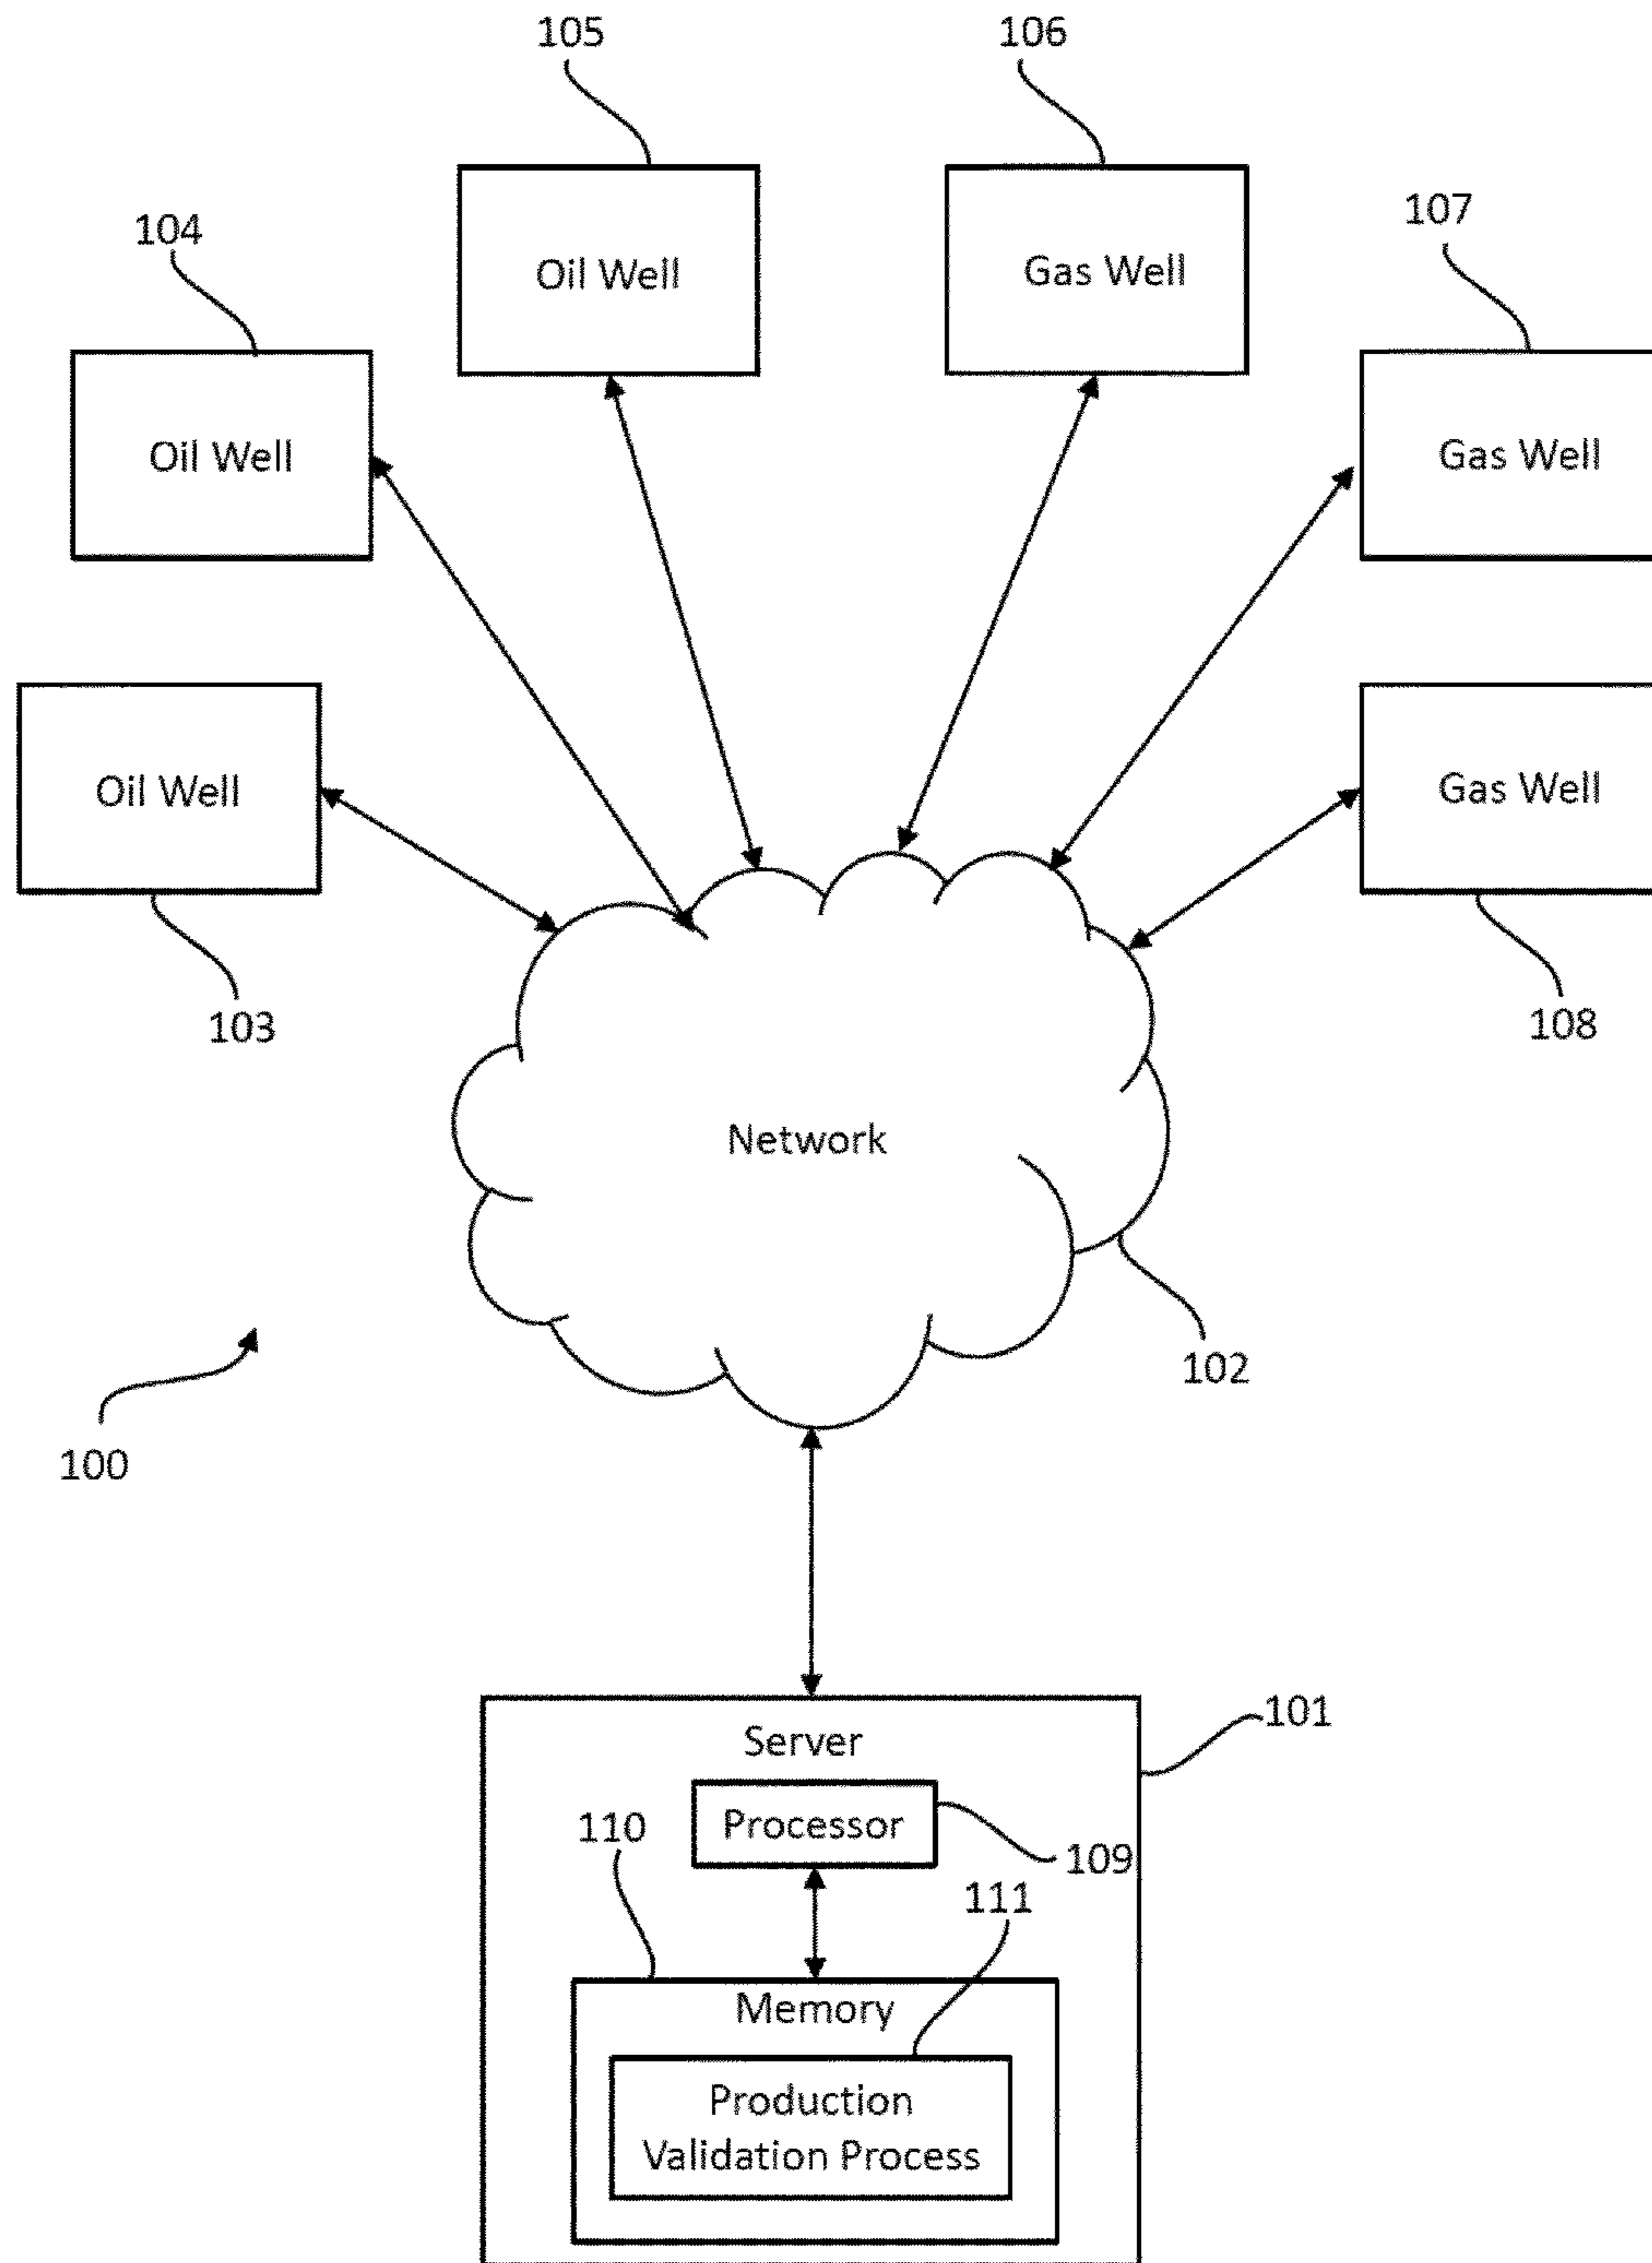 105
106
104
107
Oil Well
Gas Well
Oil Well
Gas Well
Oil Well
Gas Well
103
108
Network
102
100
101
Server
110
Processor
109
111
Memory
Production
Validation Process